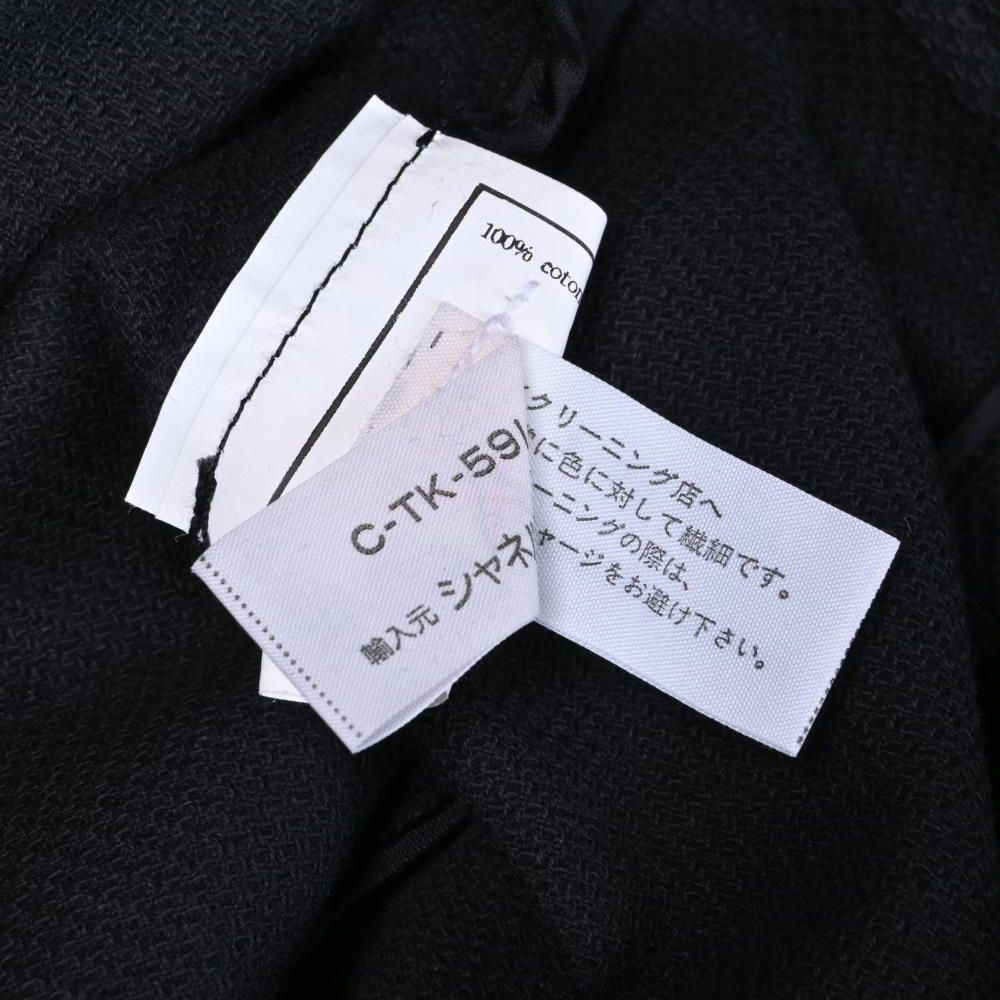 100% coton
C-TK-59
輸入元 シャネル
クリーニング店へ
に色に対して繊細です。
ーニングの際は、
ャージをお避け下さい。